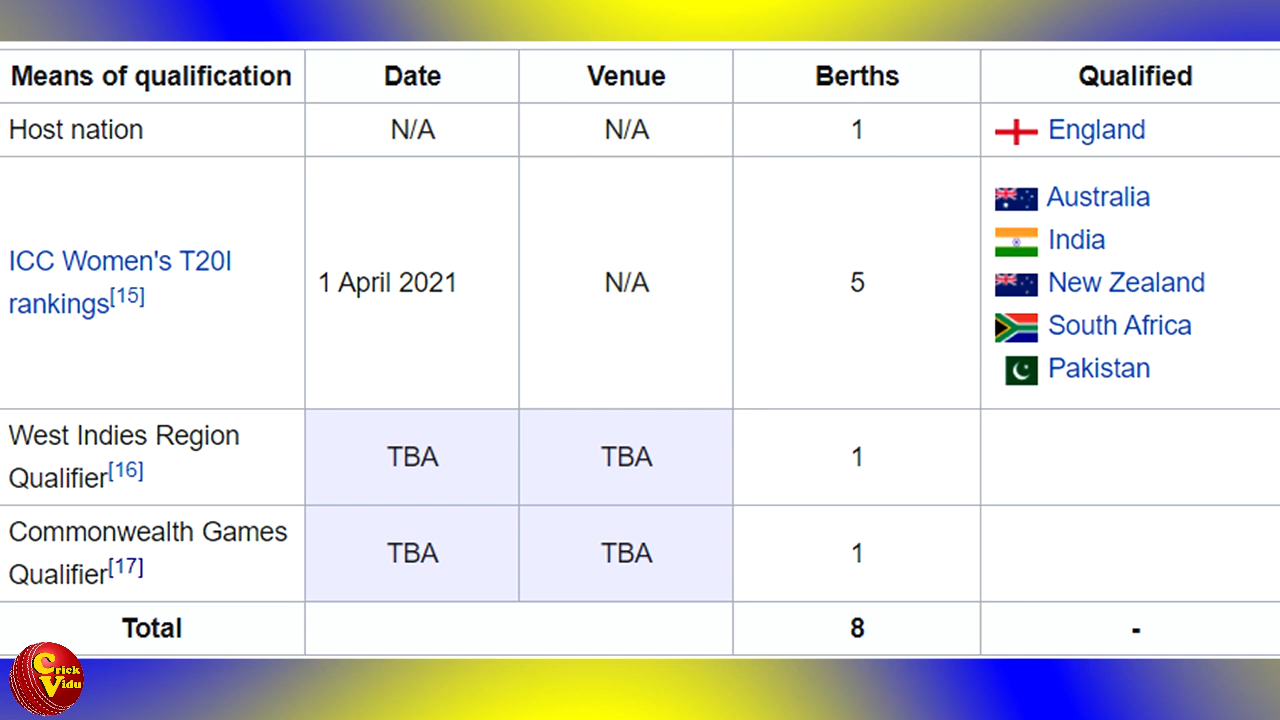 Means of qualification Date Venue Berths Qualified
Host nation N/A N/A 1 England
ICC Women's T20I
rankings[15]
1 April 2021 N/A 5
Australia
India
New Zealand
South Africa
Pakistan
West Indies Region
Qualifier[16]
TBA TBA 1
Commonwealth Games
Qualifier[17]
TBA TBA 1
Total 8 -
Crick
Vidu